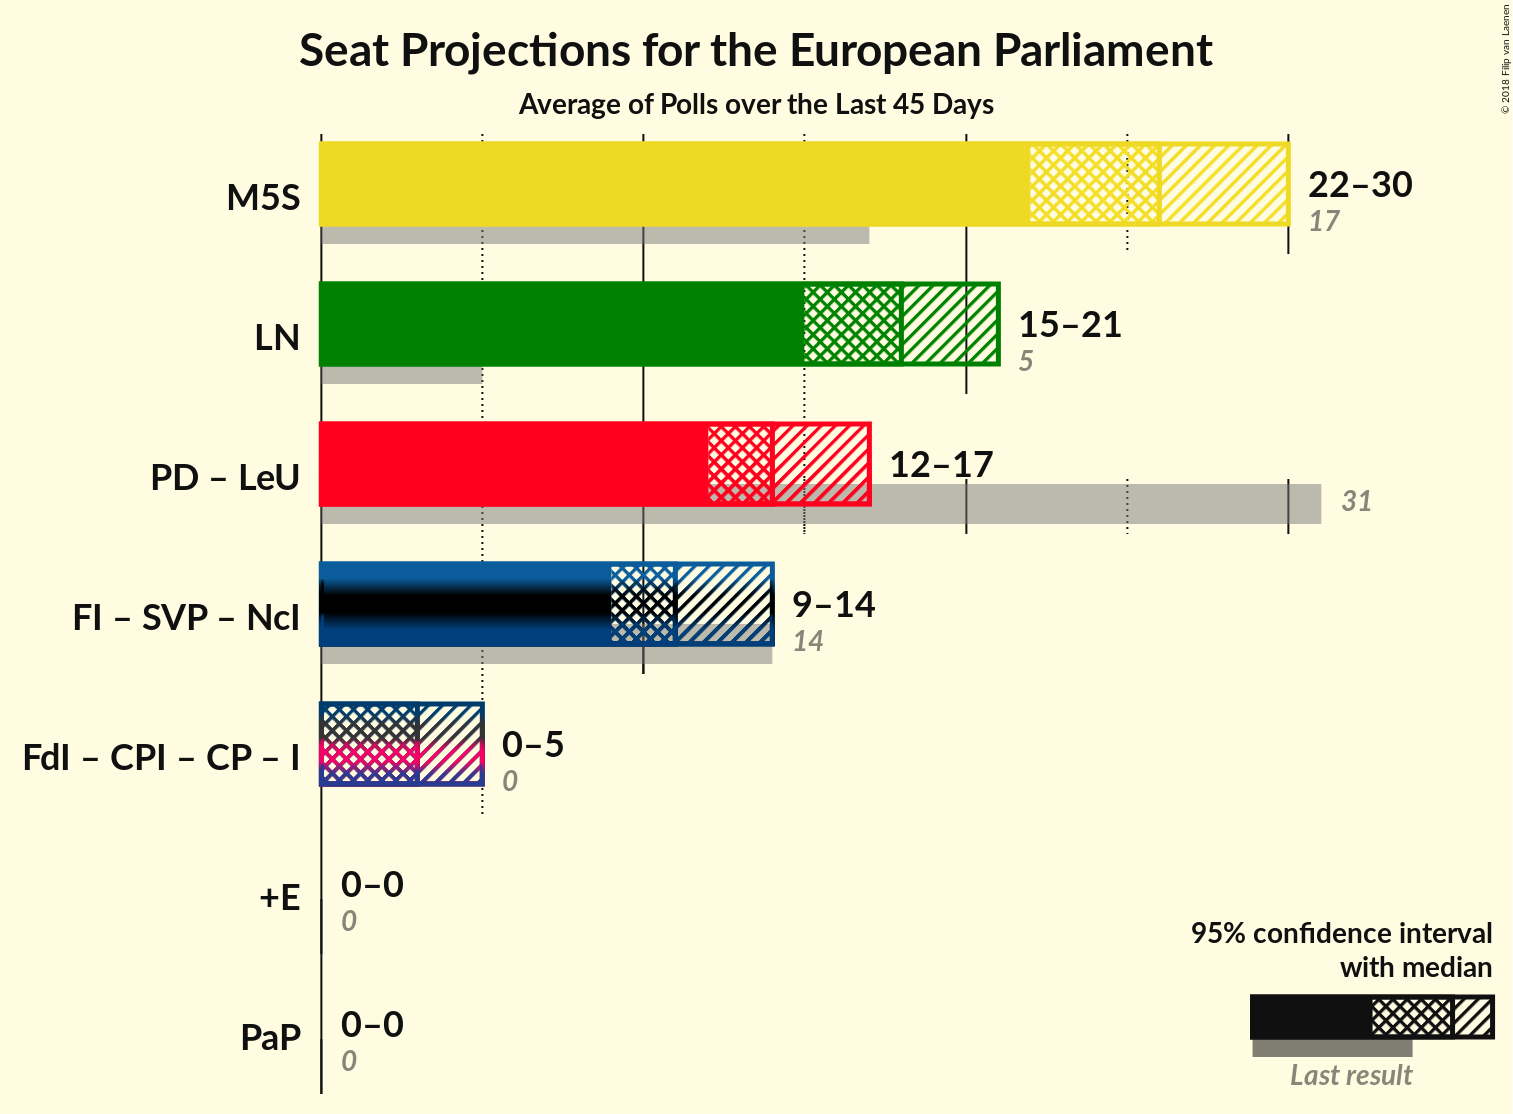 Seat Projections for the European Parliament
Average of Polls over the Last 45 Days
© 2018 Filip van Laenen
M5S
22–30
17
LN
15–21
5
PD – LeU
12–17
31
FI – SVP – NcI
9–14
14
FdI – CPI – CP – I
0–5
0
+E
0–0
0
PaP
0–0
0
95% confidence interval
with median
Last result